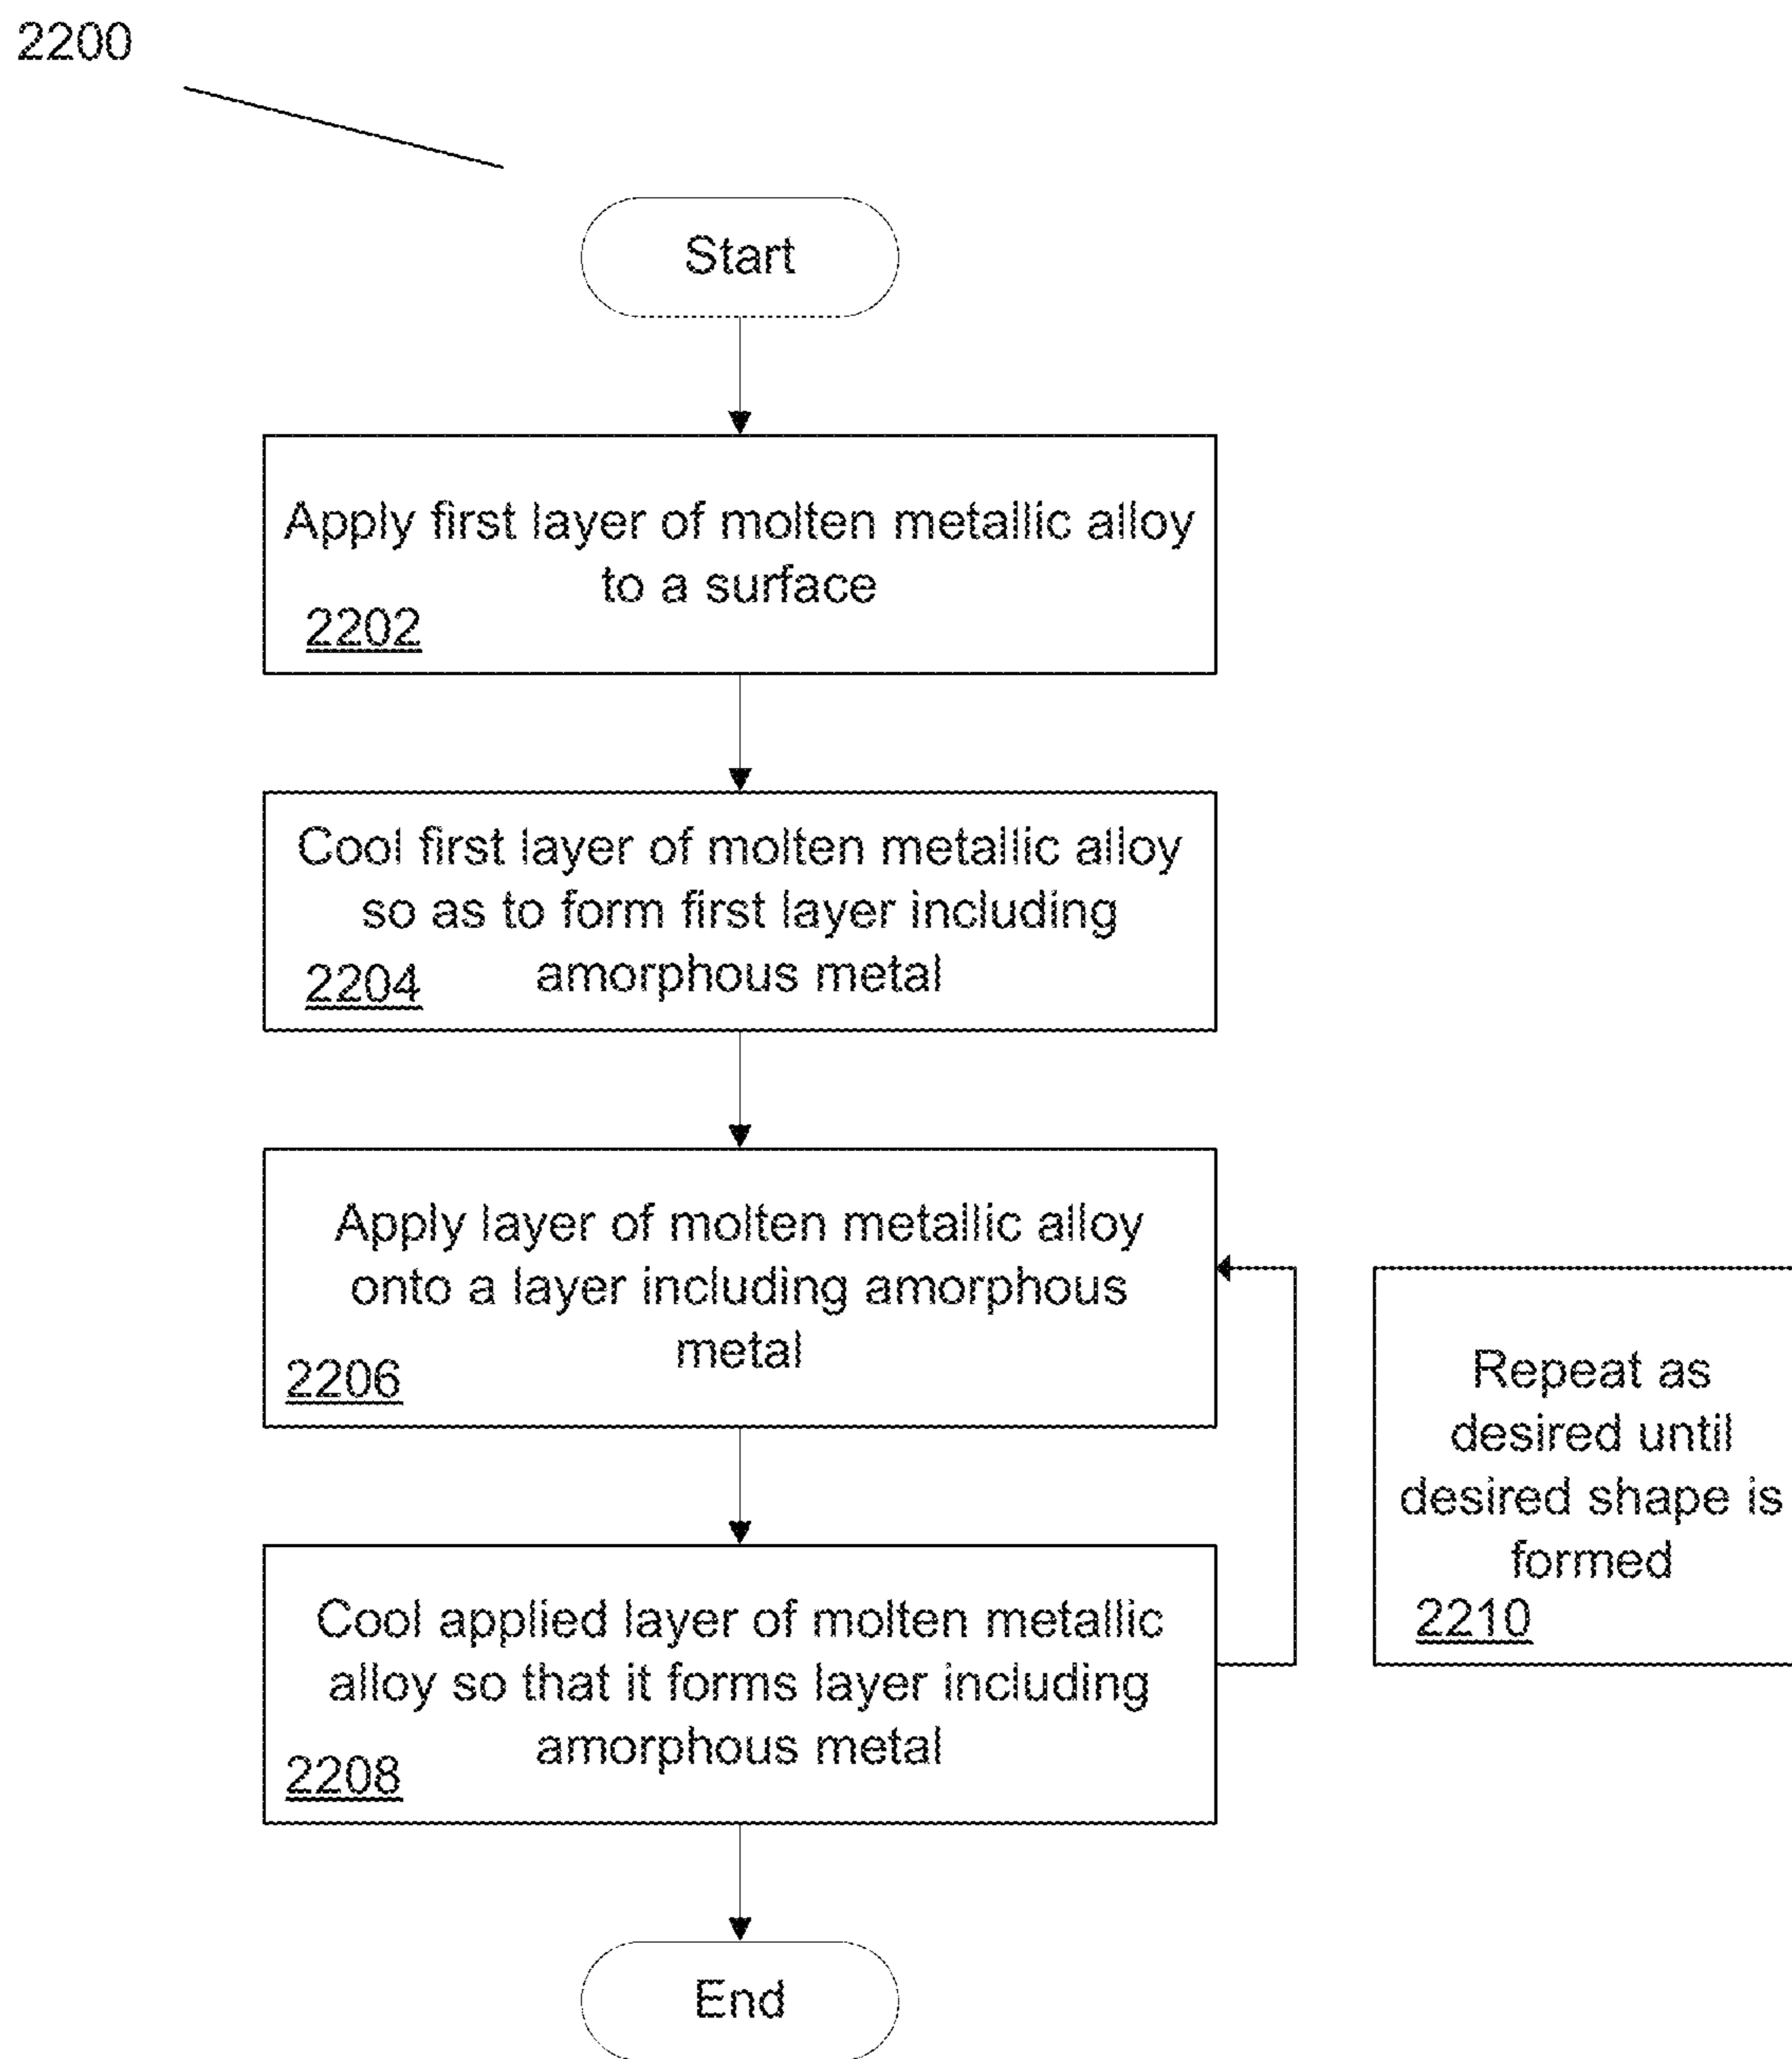 2200
Start
Apply first layer of molten metallic alloy
to a surface
2202
Cool first layer of molten metallic alloy
so as to form first layer including
amorphous metal
2204
Apply layer of molten metallic alloy
onto a layer including amorphous
metal
2206
Repeat as
desired until
desired shape is
formed
2210
Cool applied layer of molten metallic
alloy so that it forms layer including
amorphous metal
2208
End